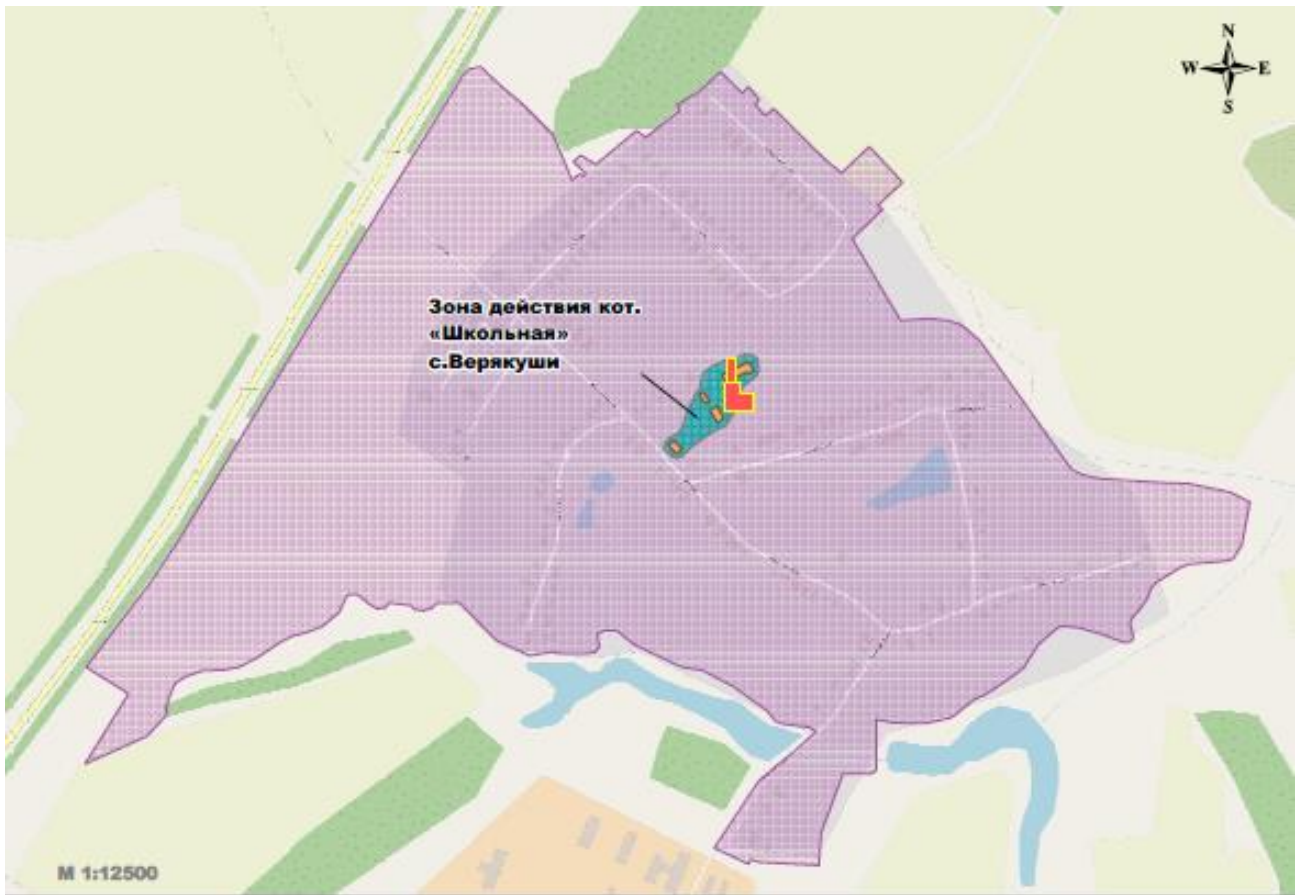 N
W E
S
Зона действия кот.
«Школьная»
с.Верякуши
М 1:12500